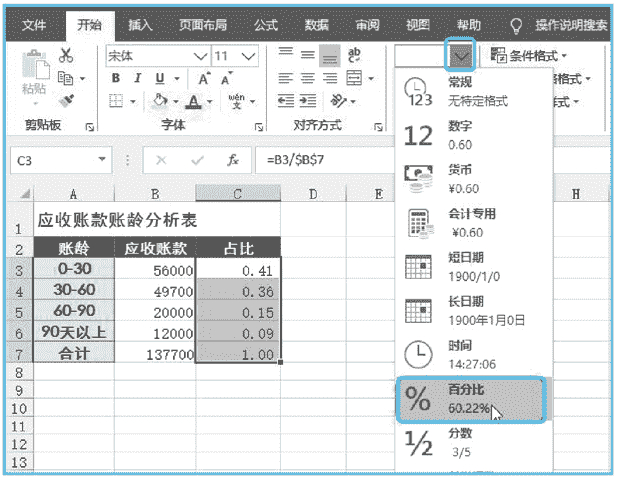 文件 开始 插入 页面布局 公式 数据 审阅 视图 帮助 操作说明搜索
宋体 11 ab 条件格式
粘贴 B I U A A 格式
wén 文 A 式
剪贴板 字体 对齐方式
C3 fx =B3/$B$7
A B C D E H
1 应收账款账龄分析表
2 账龄 应收账款 占比
3 0-30 56000 0.41
4 30-60 49700 0.36
5 60-90 20000 0.15
6 90天以上 12000 0.09
7 合计 137700 1.00
8
9
10
11
12
13
123 常规
无特定格式
12 数字
0.60
货币
¥0.60
会计专用
¥0.60
短日期
1900/1/0
长日期
1900年1月0日
时间
14:27:06
% 百分比
60.22%
½ 分数
3/5